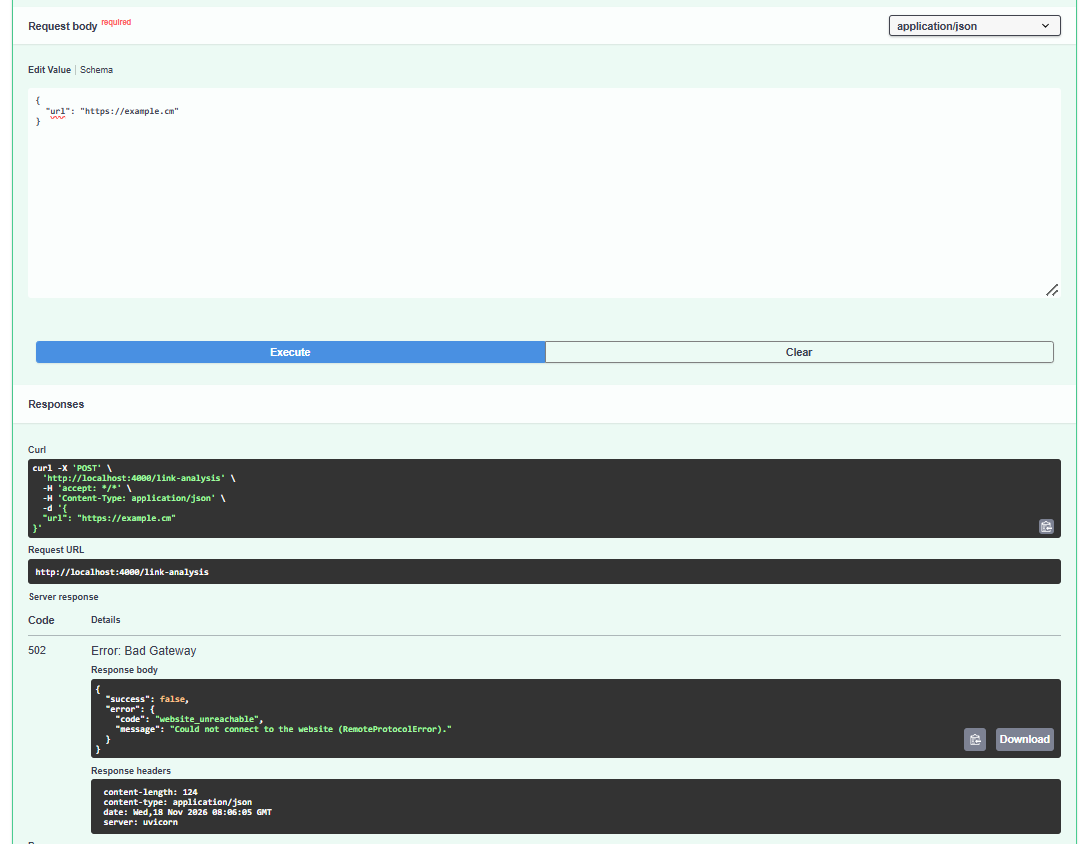 Request body required
application/json
Edit Value | Schema
{
  "url": "https://example.cm"
}
Execute
Clear
Responses
Curl
curl -X 'POST' \
  'http://localhost:4000/link-analysis' \
  -H 'accept: */*' \
  -H 'Content-Type: application/json' \
  -d '{
  "url": "https://example.cm"
}'
Request URL
http://localhost:4000/link-analysis
Server response
Code Details
502 Error: Bad Gateway
Response body
{
  "success": false,
  "error": {
    "code": "website_unreachable",
    "message": "Could not connect to the website (RemoteProtocolError)."
  }
}
Download
Response headers
content-length: 124
content-type: application/json
date: Wed,18 Nov 2026 08:06:05 GMT
server: uvicorn